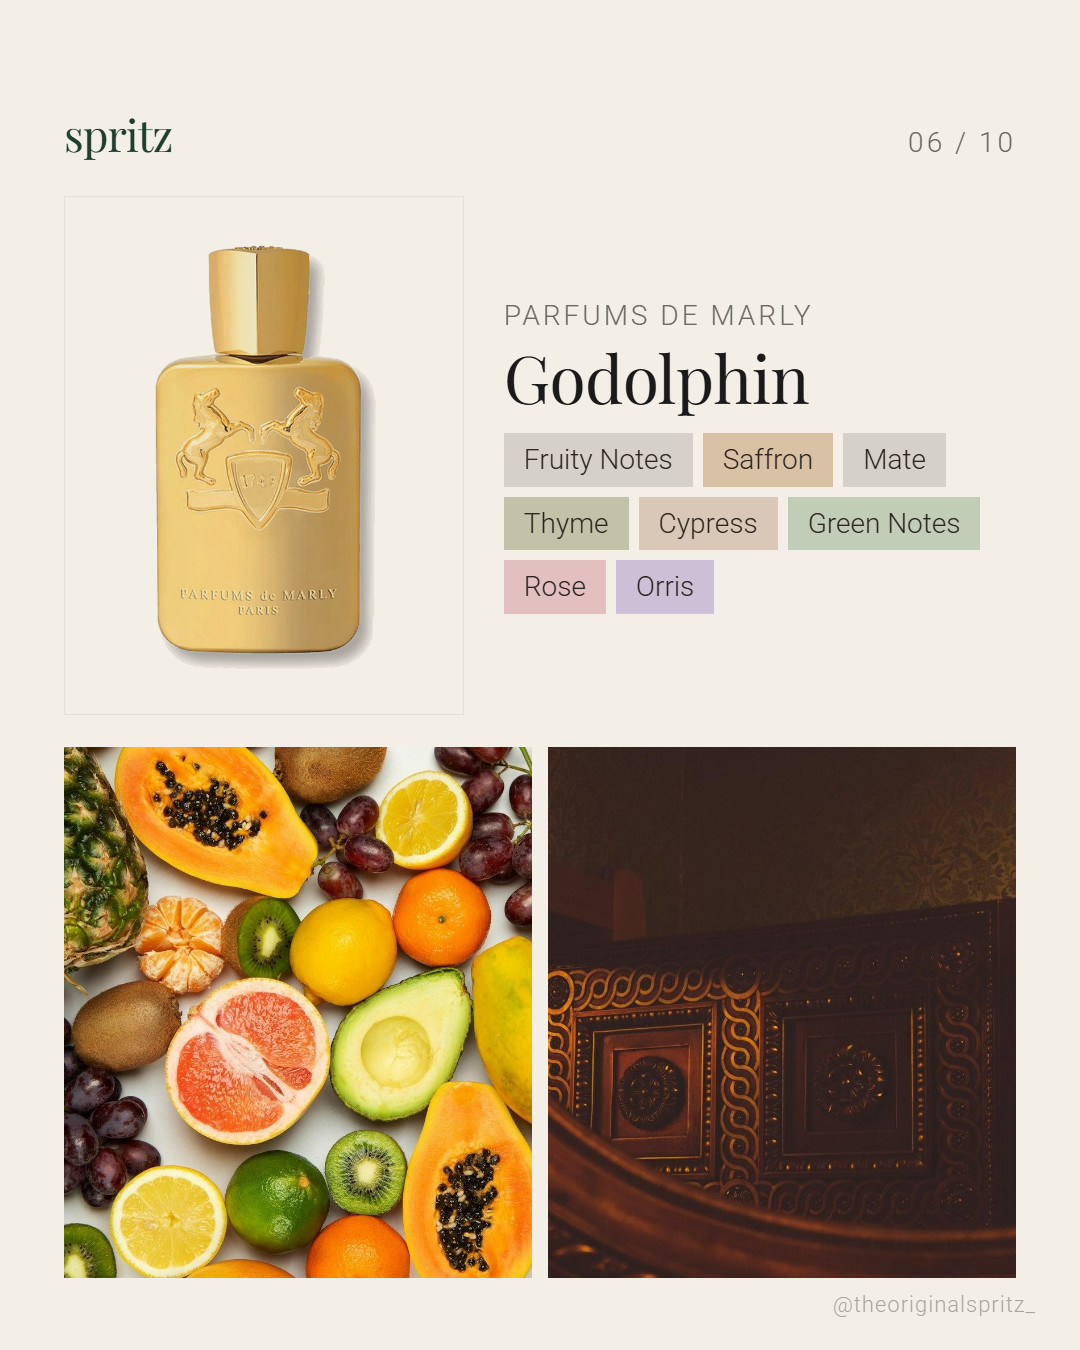 spritz
06 / 10
PARFUMS DE MARLY
Godolphin
Fruity Notes
Saffron
Mate
Thyme
Cypress
Green Notes
Rose
Orris
PARFUMS de MARLY
PARIS
@theoriginalspritz_